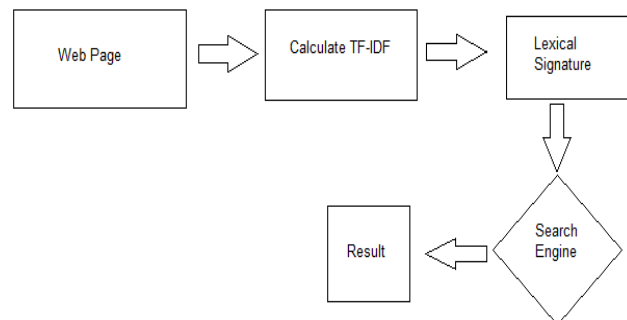 Web Page
Calculate TF-IDF
Lexical
Signature
Search
Engine
Result